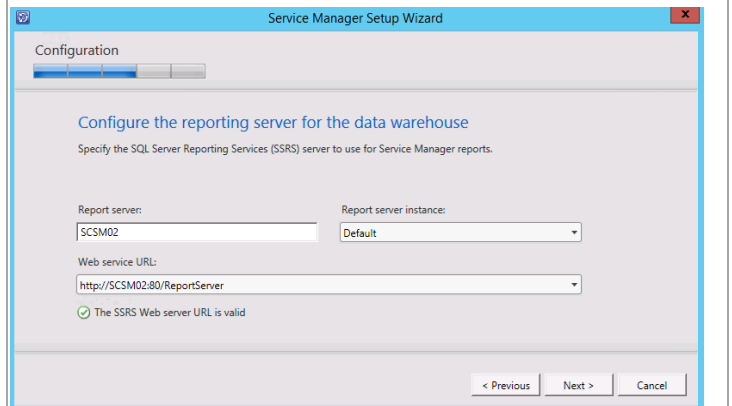 Service Manager Setup Wizard
x
Configuration
Configure the reporting server for the data warehouse
Specify the SQL Server Reporting Services (SSRS) server to use for Service Manager reports.
Report server: Report server instance:
SCSM02 Default
Web service URL:
http://SCSM02:80/ReportServer
The SSRS Web server URL is valid
< Previous Next > Cancel